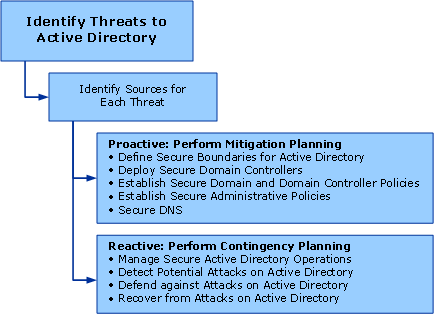 Identify Threats to
Active Directory
Identify Sources for
Each Threat
Proactive: Perform Mitigation Planning
• Define Secure Boundaries for Active Directory
• Deploy Secure Domain Controllers
• Establish Secure Domain and Domain Controller Policies
• Establish Secure Administrative Policies
• Secure DNS
Reactive: Perform Contingency Planning
• Manage Secure Active Directory Operations
• Detect Potential Attacks on Active Directory
• Defend against Attacks on Active Directory
• Recover from Attacks on Active Directory